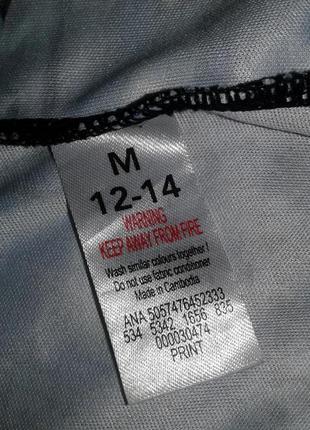 M
12-14
WARNING
KEEP AWAY FROM FIRE
Wash similar colours together !
Do not use fabric conditioner
Made in Cambodia
ANA 5057476452333
534 5342 1656 835
000030474
PRINT